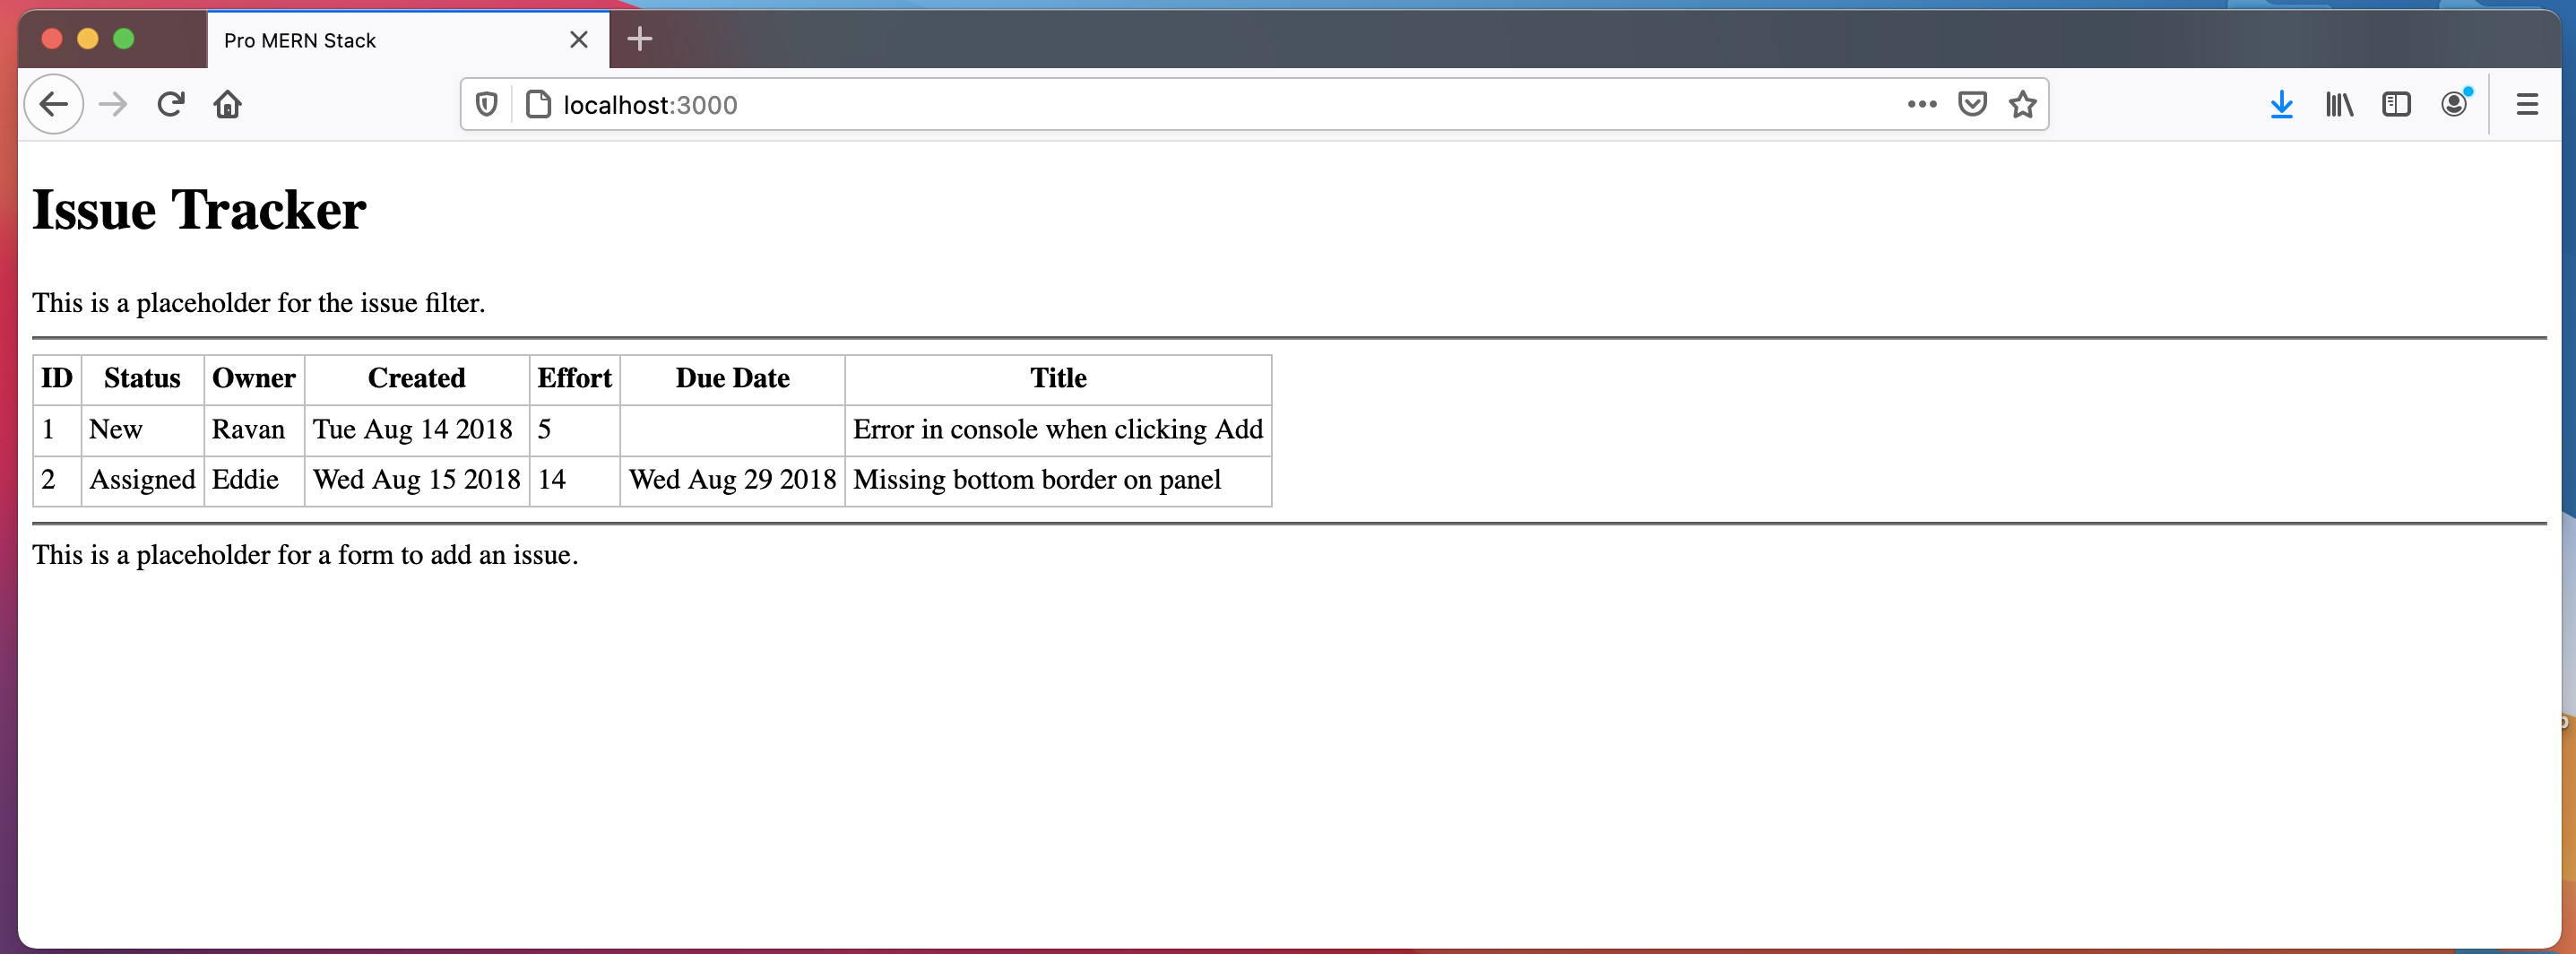 Pro MERN Stack
localhost:3000
Issue Tracker
This is a placeholder for the issue filter.
ID Status Owner Created Effort Due Date Title
1 New Ravan Tue Aug 14 2018 5 Error in console when clicking Add
2 Assigned Eddie Wed Aug 15 2018 14 Wed Aug 29 2018 Missing bottom border on panel
This is a placeholder for a form to add an issue.